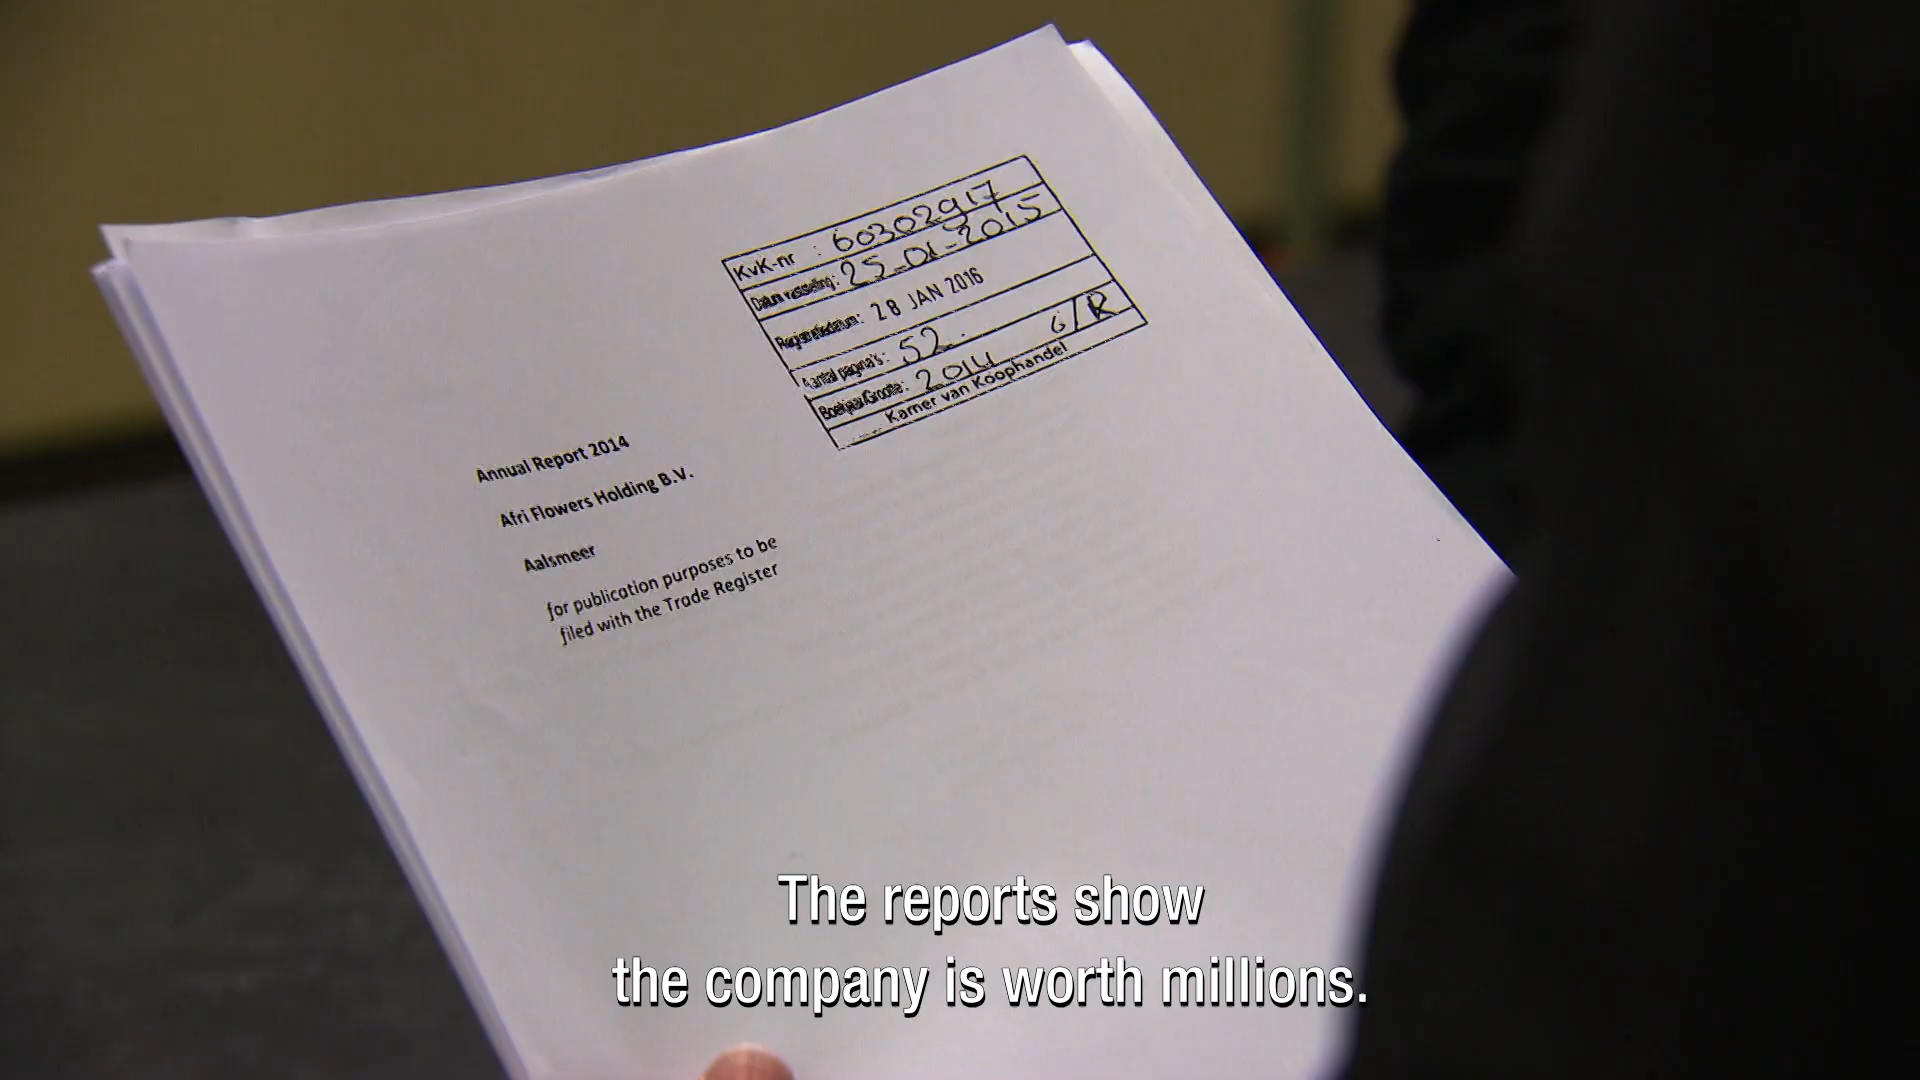 KvK-nr : 60302917
Datum vaststelling: 25-01-2015
Registratiedatum: 28 JAN 2016
Aantal pagina's: 52. G/R
Boekjaar/Grootte: 2014
Kamer van Koophandel
Annual Report 2014
Afri Flowers Holding B.V.
Aalsmeer
for publication purposes to be
filed with the Trade Register
The reports show
the company is worth millions.